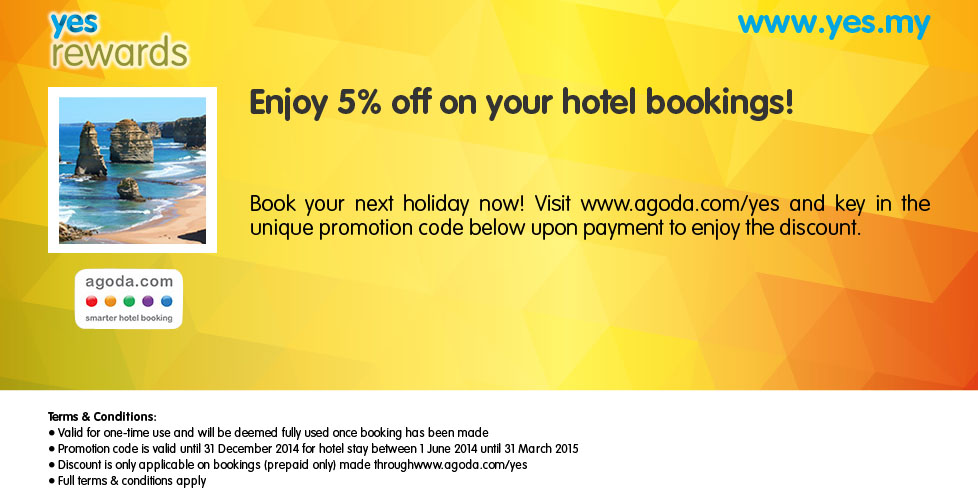 yes
rewards
www.yes.my
Enjoy 5% off on your hotel bookings!
Book your next holiday now! Visit www.agoda.com/yes and key in the
unique promotion code below upon payment to enjoy the discount.
agoda.com
smarter hotel booking
Terms & Conditions:
• Valid for one-time use and will be deemed fully used once booking has been made
• Promotion code is valid until 31 December 2014 for hotel stay between 1 June 2014 until 31 March 2015
• Discount is only applicable on bookings (prepaid only) made throughwww.agoda.com/yes
• Full terms & conditions apply